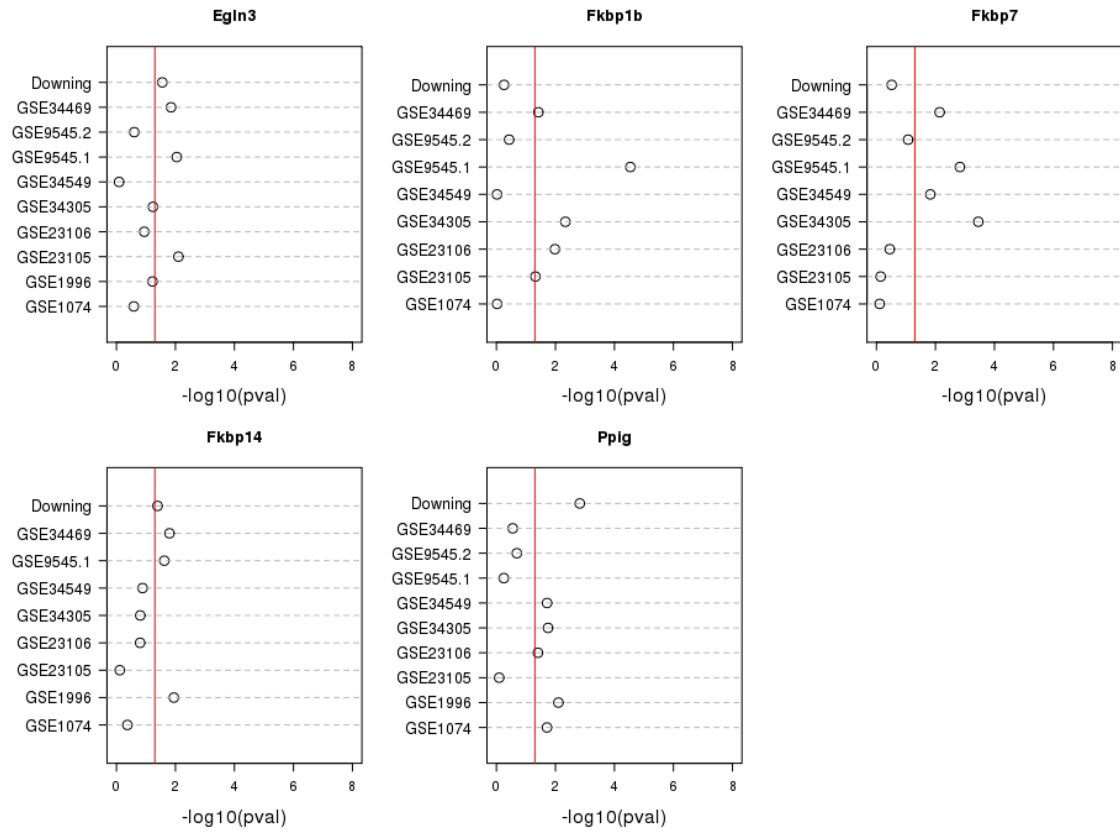 Egln3
Downing
GSE34469
GSE9545.2
GSE9545.1
GSE34549
GSE34305
GSE23106
GSE23105
GSE1996
GSE1074
0 2 4 6 8
-log10(pval)
Fkbp1b
Downing
GSE34469
GSE9545.2
GSE9545.1
GSE34549
GSE34305
GSE23106
GSE23105
GSE1074
0 2 4 6 8
-log10(pval)
Fkbp7
Downing
GSE34469
GSE9545.2
GSE9545.1
GSE34549
GSE34305
GSE23106
GSE23105
GSE1074
0 2 4 6 8
-log10(pval)
Fkbp14
Downing
GSE34469
GSE9545.1
GSE34549
GSE34305
GSE23106
GSE23105
GSE1996
GSE1074
0 2 4 6 8
-log10(pval)
Ppig
Downing
GSE34469
GSE9545.2
GSE9545.1
GSE34549
GSE34305
GSE23106
GSE23105
GSE1996
GSE1074
0 2 4 6 8
-log10(pval)